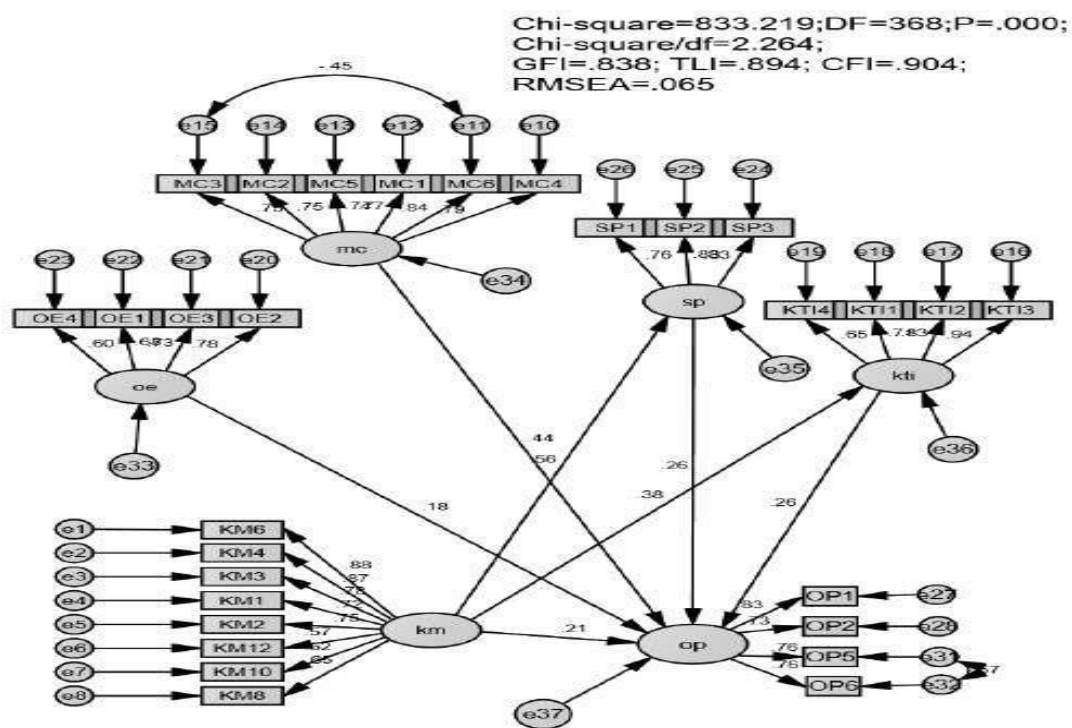 Chi-square=833.219;DF=368;P=.000;
Chi-square/df=2.264;
GFI=.838; TLI=.894; CFI=.904;
RMSEA=.065
-.45
e15 e14 e13 e12 e11 e10
MC3 MC2 MC5 MC1 MC6 MC4
.75 .84 .79
mc
e34
e26 e25 e24
SP1 SP2 SP3
.76
sp
e35
e19 e18 e17 e16
KTI4 KTI1 KTI2 KTI3
.65 .94
kti
e36
e23 e22 e21 e20
OE4 OE1 OE3 OE2
.60 .78
oe
e33
44
.56
.26
.38
.26
.18
e1 KM6
e2 KM4
e3 KM3
e4 KM1
e5 KM2
e6 KM12
e7 KM10
e8 KM8
.88
.87
.78
.72
.75
.57
km
.21
op
e37
.83
.73
.76
.76
OP1 e27
OP2 e28
OP5 e31
OP6 e32